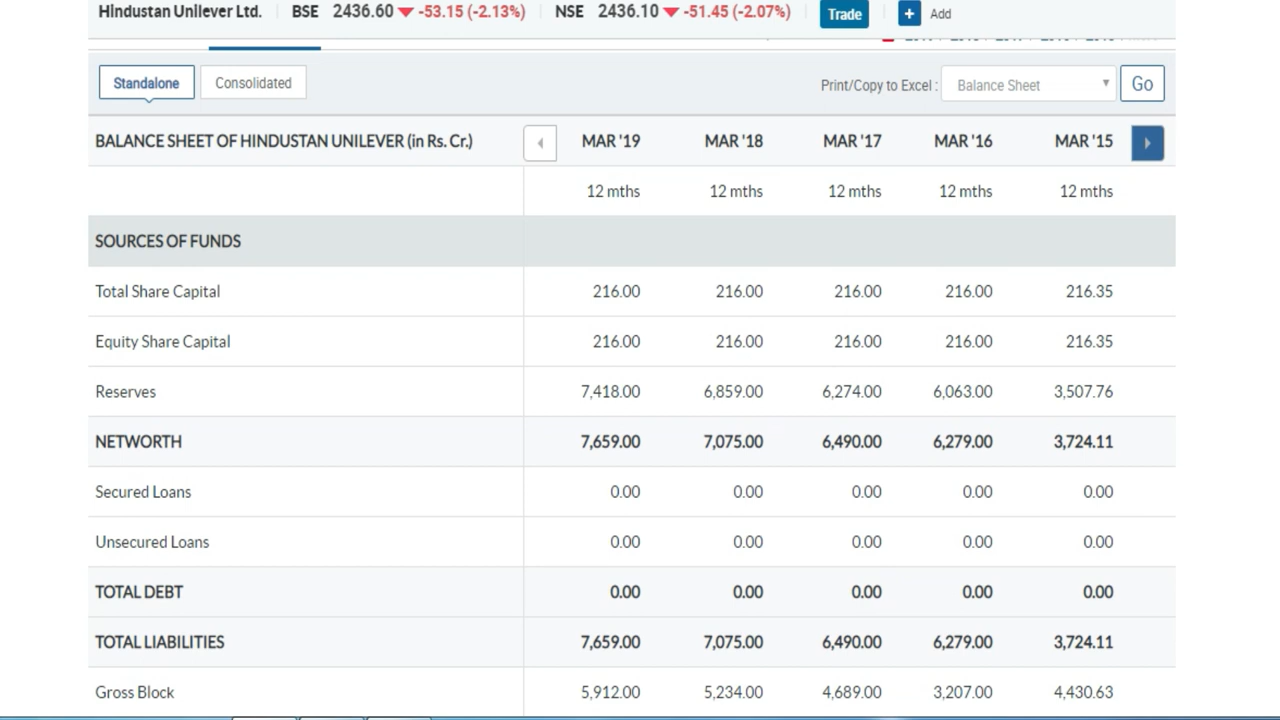 Hindustan Unilever Ltd. BSE 2436.60 -53.15 (-2.13%) NSE 2436.10 -51.45 (-2.07%) Trade + Add
Standalone Consolidated Print/Copy to Excel : Balance Sheet Go
BALANCE SHEET OF HINDUSTAN UNILEVER (in Rs. Cr.) MAR '19 MAR '18 MAR '17 MAR '16 MAR '15
12 mths 12 mths 12 mths 12 mths 12 mths
SOURCES OF FUNDS
Total Share Capital 216.00 216.00 216.00 216.00 216.35
Equity Share Capital 216.00 216.00 216.00 216.00 216.35
Reserves 7,418.00 6,859.00 6,274.00 6,063.00 3,507.76
NETWORTH 7,659.00 7,075.00 6,490.00 6,279.00 3,724.11
Secured Loans 0.00 0.00 0.00 0.00 0.00
Unsecured Loans 0.00 0.00 0.00 0.00 0.00
TOTAL DEBT 0.00 0.00 0.00 0.00 0.00
TOTAL LIABILITIES 7,659.00 7,075.00 6,490.00 6,279.00 3,724.11
Gross Block 5,912.00 5,234.00 4,689.00 3,207.00 4,430.63